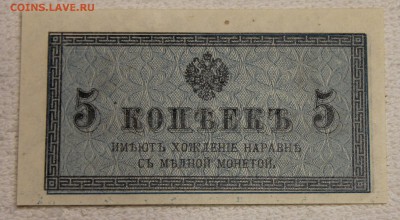 COINS.LAVE.RU
5 КОПѢЕКЪ 5
ИМѢЮТЪ ХОЖДЕНІЕ НАРАВНѢ
СЪ МѢДНОЙ МОНЕТОЙ.